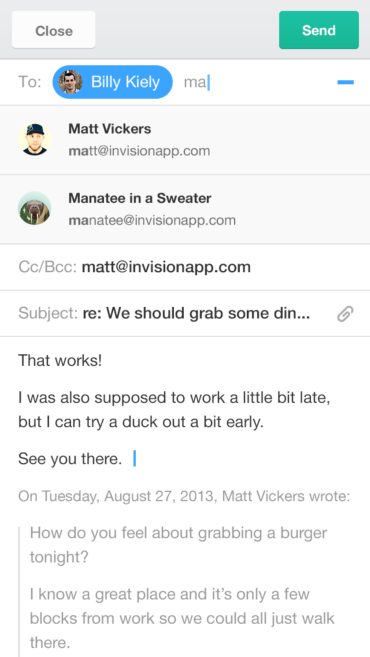 Close Send
To: Billy Kiely ma
Matt Vickers
matt@invisionapp.com
Manatee in a Sweater
manatee@invisionapp.com
Cc/Bcc: matt@invisionapp.com
Subject: re: We should grab some din...
That works!
I was also supposed to work a little bit late,
but I can try a duck out a bit early.
See you there.
On Tuesday, August 27, 2013, Matt Vickers wrote:
How do you feel about grabbing a burger
tonight?
I know a great place and it's only a few
blocks from work so we could all just walk
there.